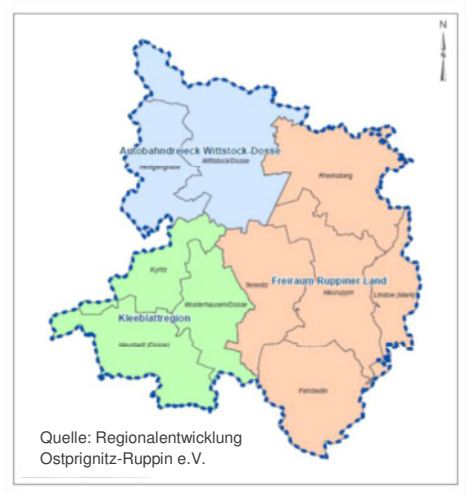 N
Autobahndreieck Wittstock-Dosse
Wittstock/Dosse
Heiligengrabe
Rheinsberg
Kyritz
Temnitz
Freiraum Ruppiner Land
Neuruppin
Lindow (Mark)
Wusterhausen/Dosse
Kleeblattregion
Neustadt (Dosse)
Fehrbellin
Quelle: Regionalentwicklung
Ostprignitz-Ruppin e.V.